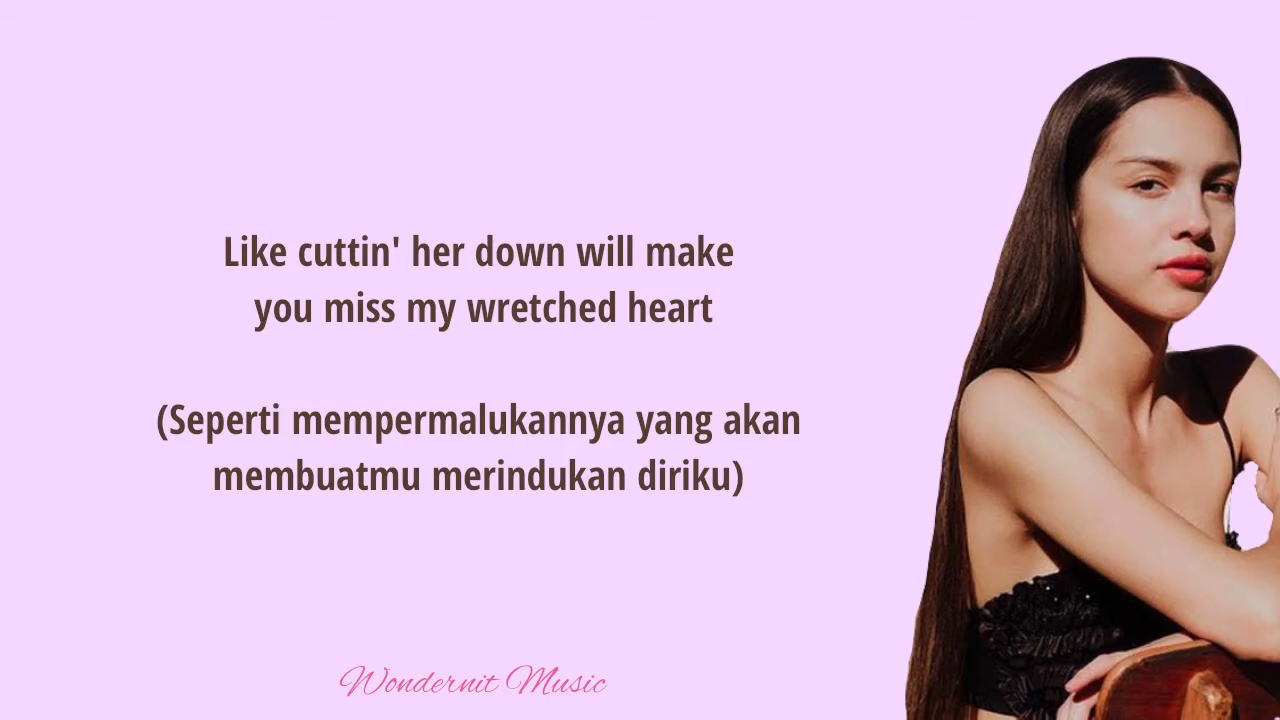 Like cuttin' her down will make
you miss my wretched heart
(Seperti mempermalukannya yang akan
membuatmu merindukan diriku)
Wondernit Music